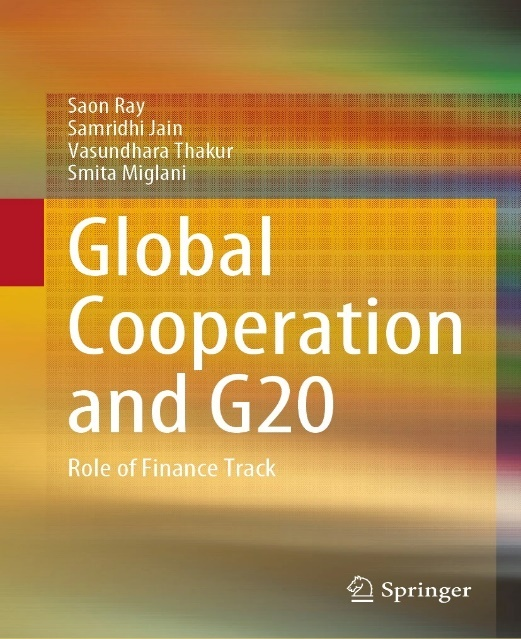 Saon Ray
Samridhi Jain
Vasundhara Thakur
Smita Miglani
Global
Cooperation
and G20
Role of Finance Track
Springer